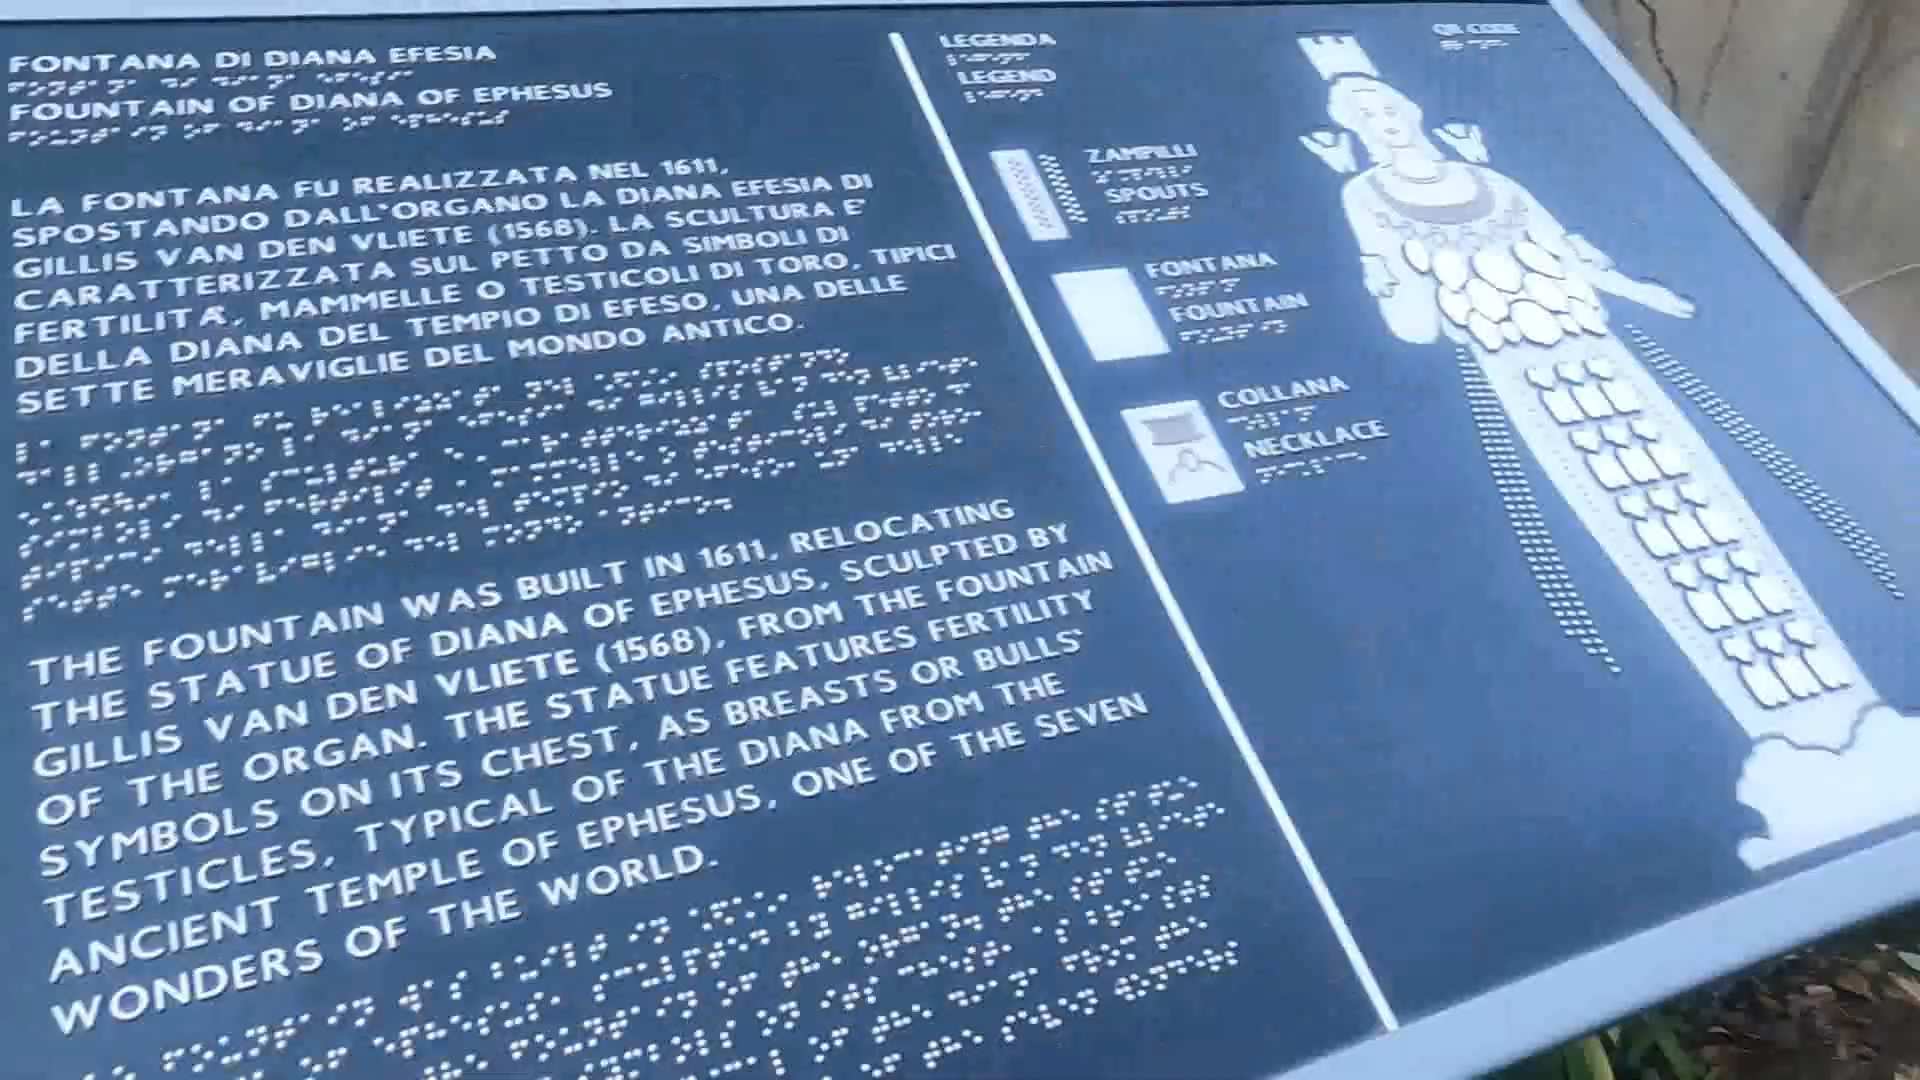 FONTANA DI DIANA EFESIA
FOUNTAIN OF DIANA OF EPHESUS
LA FONTANA FU REALIZZATA NEL 1611,
SPOSTANDO DALL'ORGANO LA DIANA EFESIA DI
GILLIS VAN DEN VLIETE (1568). LA SCULTURA E'
CARATTERIZZATA SUL PETTO DA SIMBOLI DI
FERTILITA', MAMMELLE O TESTICOLI DI TORO, TIPICI
DELLA DIANA DEL TEMPIO DI EFESO, UNA DELLE
SETTE MERAVIGLIE DEL MONDO ANTICO.
THE FOUNTAIN WAS BUILT IN 1611, RELOCATING
THE STATUE OF DIANA OF EPHESUS, SCULPTED BY
GILLIS VAN DEN VLIETE (1568), FROM THE FOUNTAIN
OF THE ORGAN. THE STATUE FEATURES FERTILITY
SYMBOLS ON ITS CHEST, AS BREASTS OR BULLS'
TESTICLES, TYPICAL OF THE DIANA FROM THE
ANCIENT TEMPLE OF EPHESUS, ONE OF THE SEVEN
WONDERS OF THE WORLD.
LEGENDA
LEGEND
ZAMPILLI
SPOUTS
FONTANA
FOUNTAIN
COLLANA
NECKLACE
QR CODE